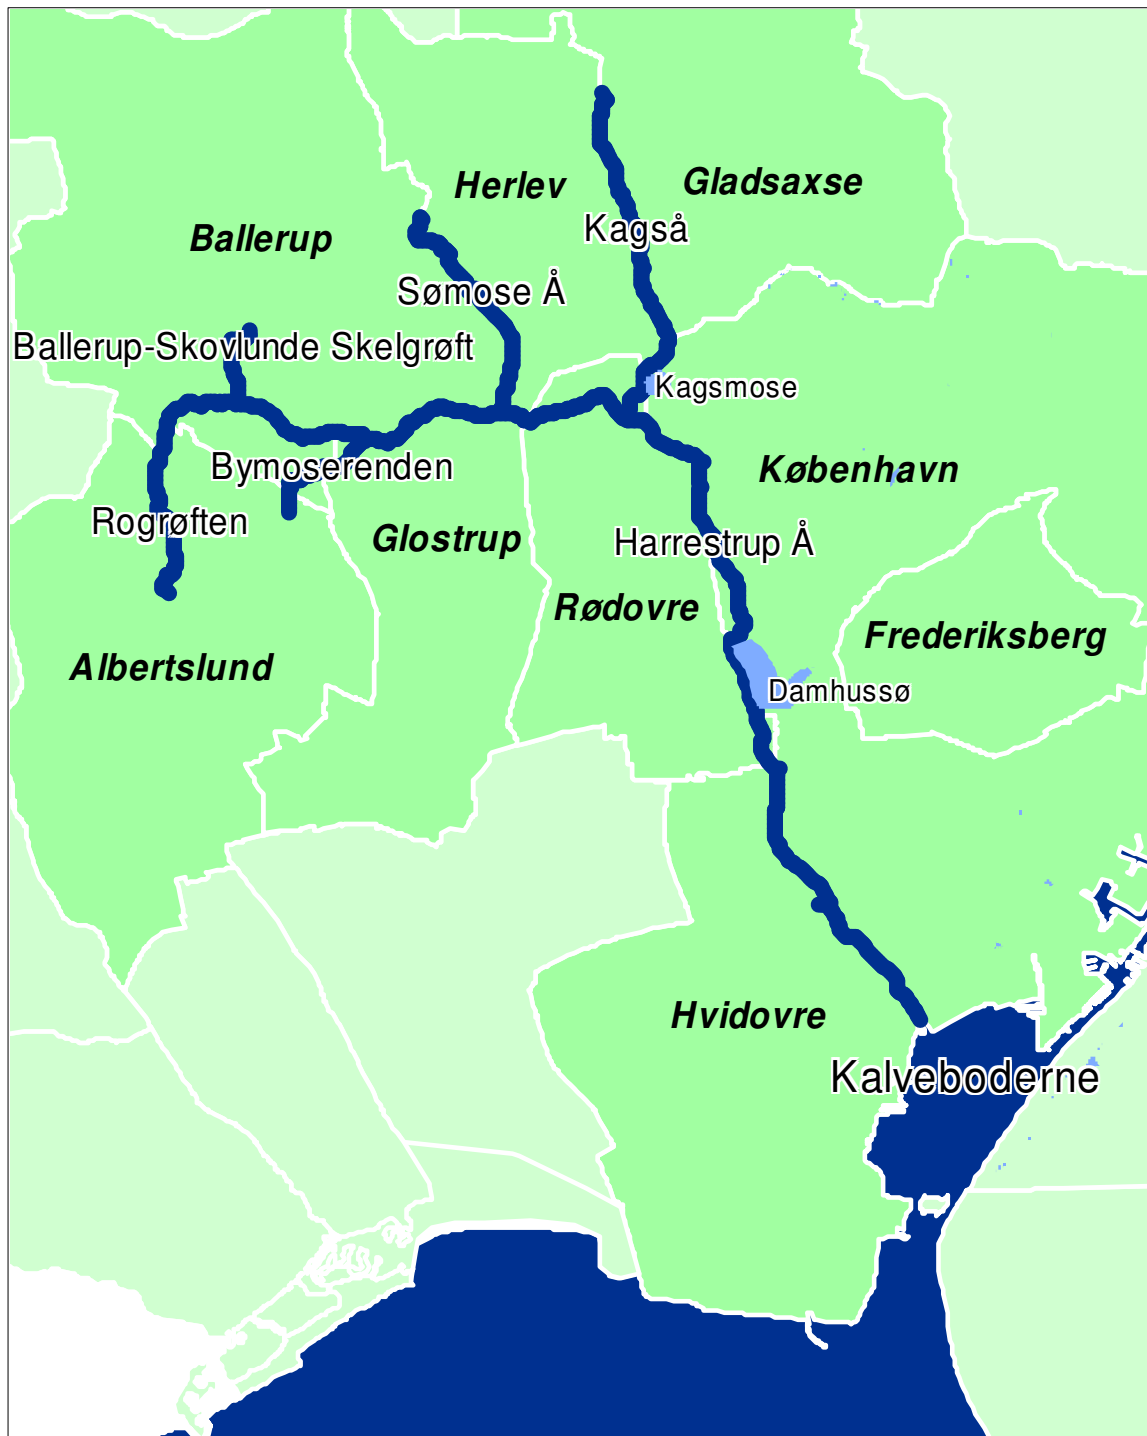 Herlev
Gladsaxse
Kagså
Ballerup
Sømose Å
Ballerup-Skovlunde Skelgrøft
Kagsmose
Bymoserenden
København
Rogrøften
Glostrup
Harrestrup Å
Rødovre
Frederiksberg
Albertslund
Damhussø
Hvidovre
Kalveboderne